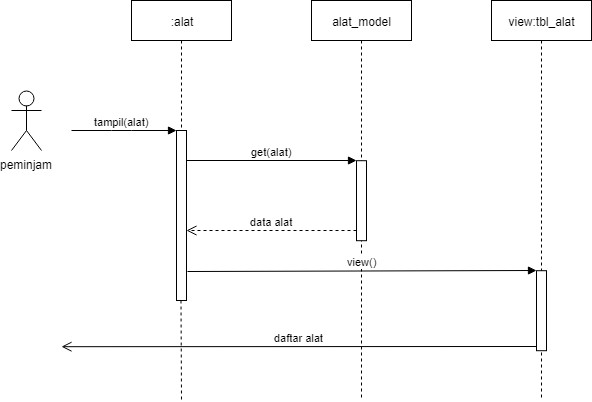 :alat
alat_model
view:tbl_alat
tampil(alat)
get(alat)
peminjam
data alat
view()
daftar alat